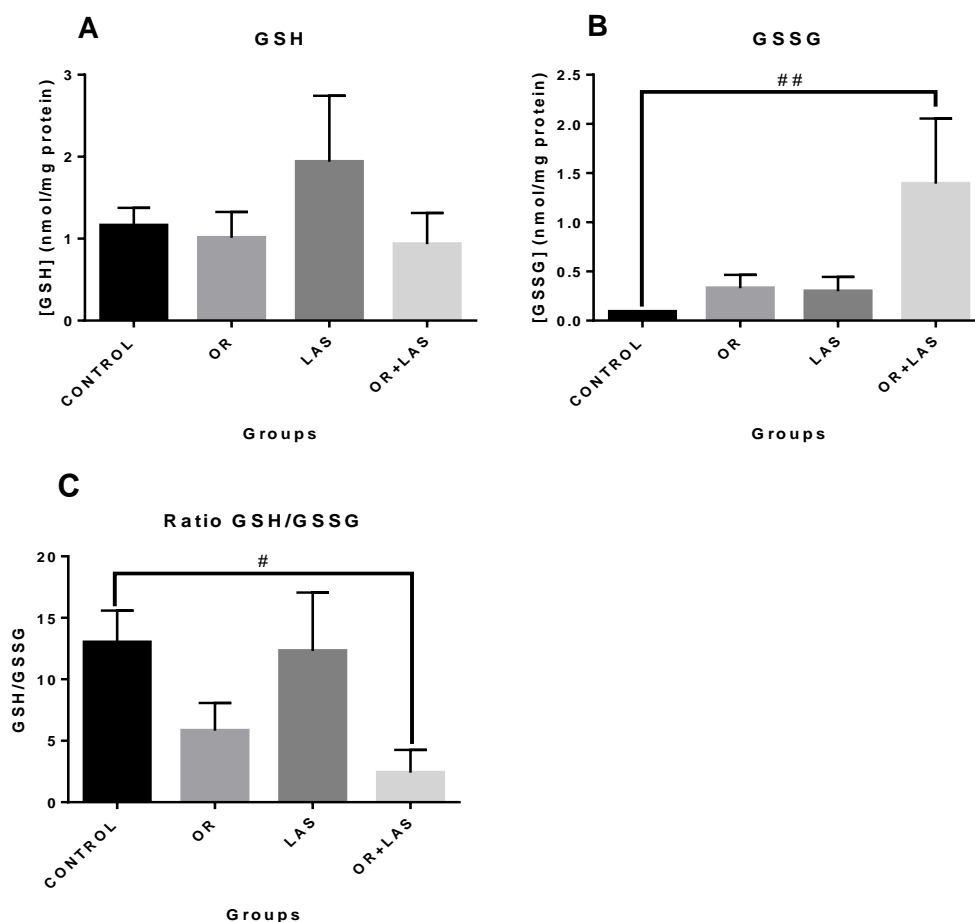 A
GSH
[GSH] (nmol/mg protein)
3
2
1
0
CONTROL
OR
LAS
OR+LAS
Groups
B
GSSG
[GSSG] (nmol/mg protein)
2.5
2.0
1.5
1.0
0.5
0.0
##
CONTROL
OR
LAS
OR+LAS
Groups
C
Ratio GSH/GSSG
GSH/GSSG
20
15
10
5
0
#
CONTROL
OR
LAS
OR+LAS
Groups